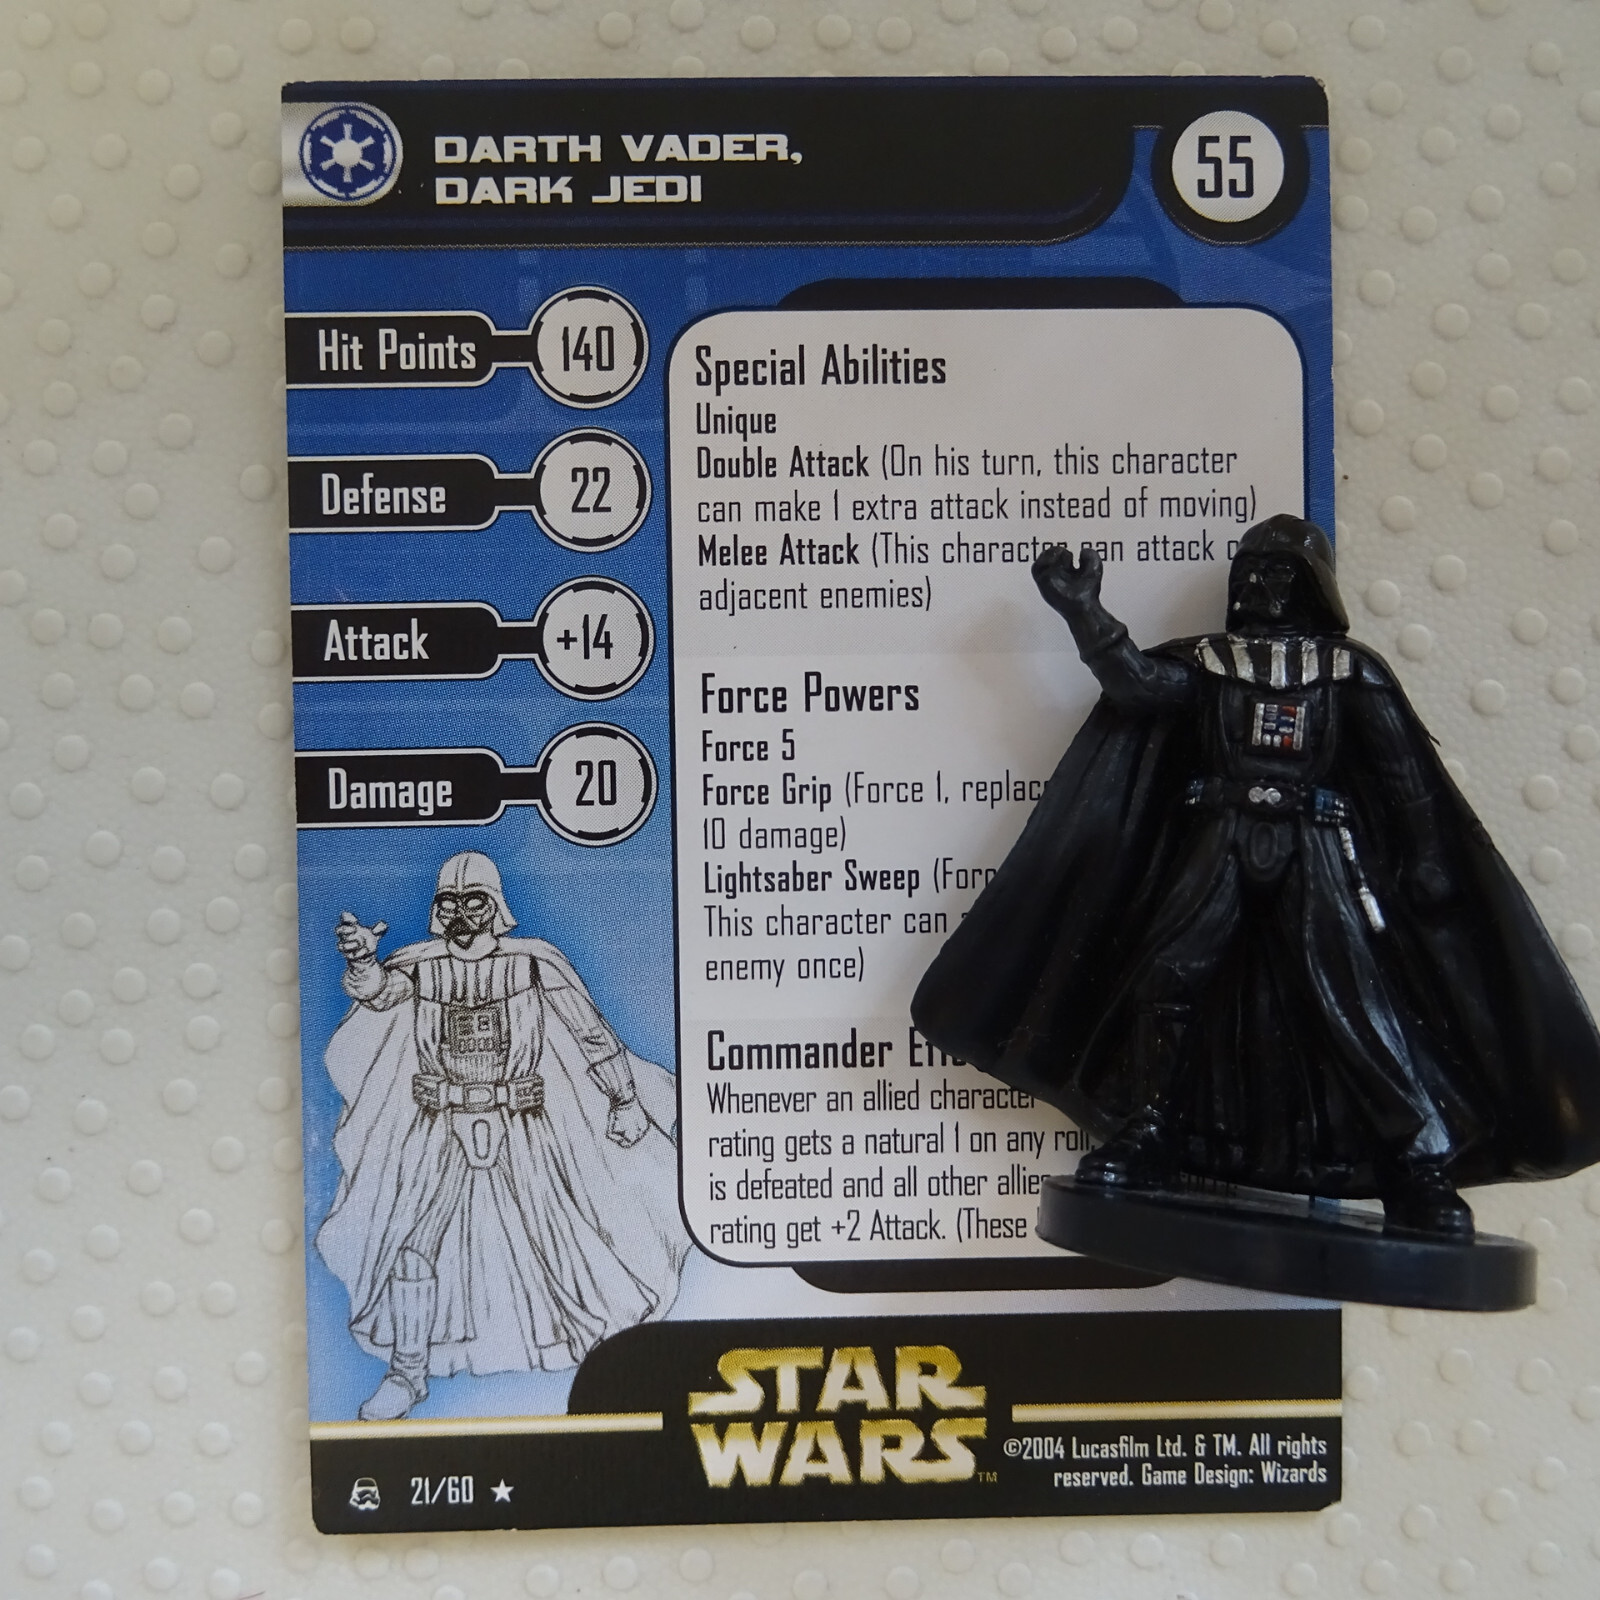 DARTH VADER,
DARK JEDI
55
Hit Points 140
Defense 22
Attack +14
Damage 20
Special Abilities
Unique
Double Attack (On his turn, this character
can make 1 extra attack instead of moving)
Melee Attack (This character can attack
adjacent enemies)
Force Powers
Force 5
Force Grip (Force 1,
10 damage)
Lightsaber Sweep
This character can
enemy once)
Commander
Whenever an allied character
rating gets a natural 1 on any roll,
is defeated and all other allies
rating get +2 Attack. (These
STAR
WARS TM
©2004 Lucasfilm Ltd. & TM. All rights
reserved. Game Design: Wizards
21/60 ★